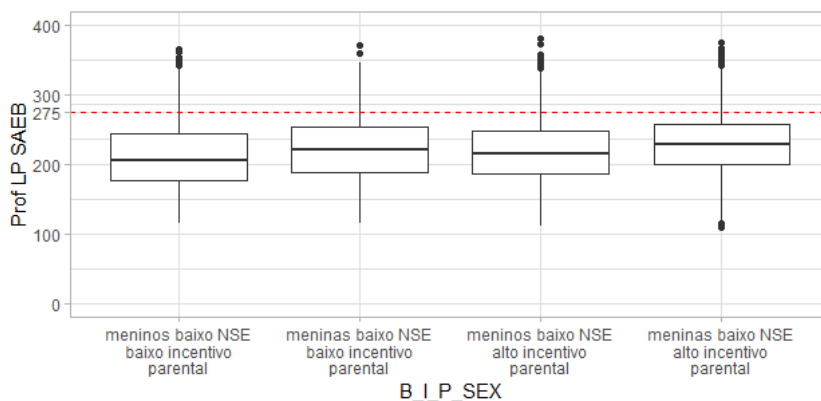 Prof LP SAEB
400
300
275
200
100
0
meninos baixo NSE
baixo incentivo
parental
meninas baixo NSE
baixo incentivo
parental
meninos baixo NSE
alto incentivo
parental
meninas baixo NSE
alto incentivo
parental
B_I_P_SEX